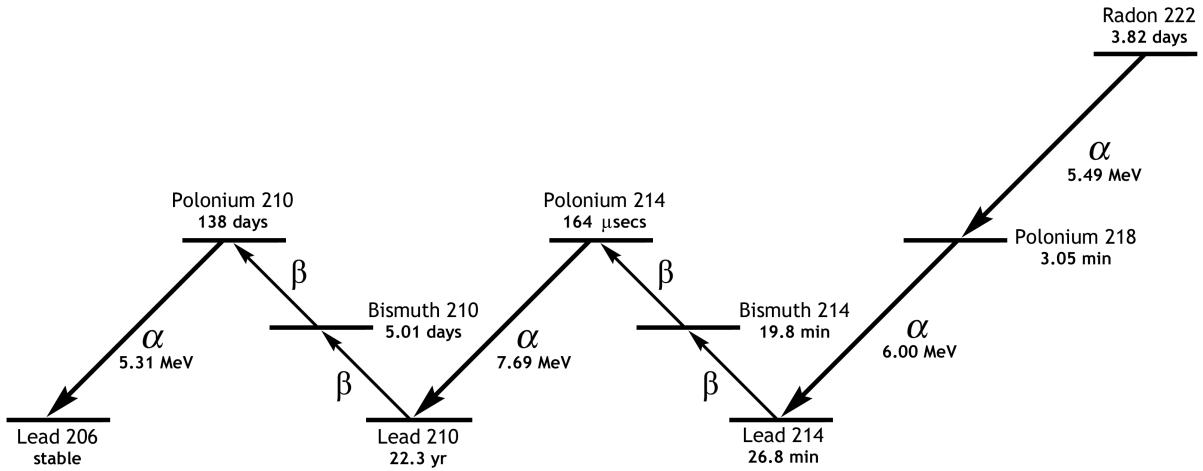 Radon 222
3.82 days
α
5.49 MeV
Polonium 210
138 days
Polonium 214
164 μsecs
Polonium 218
3.05 min
β
β
Bismuth 210
5.01 days
Bismuth 214
19.8 min
α
5.31 MeV
α
7.69 MeV
α
6.00 MeV
β
β
Lead 206
stable
Lead 210
22.3 yr
Lead 214
26.8 min